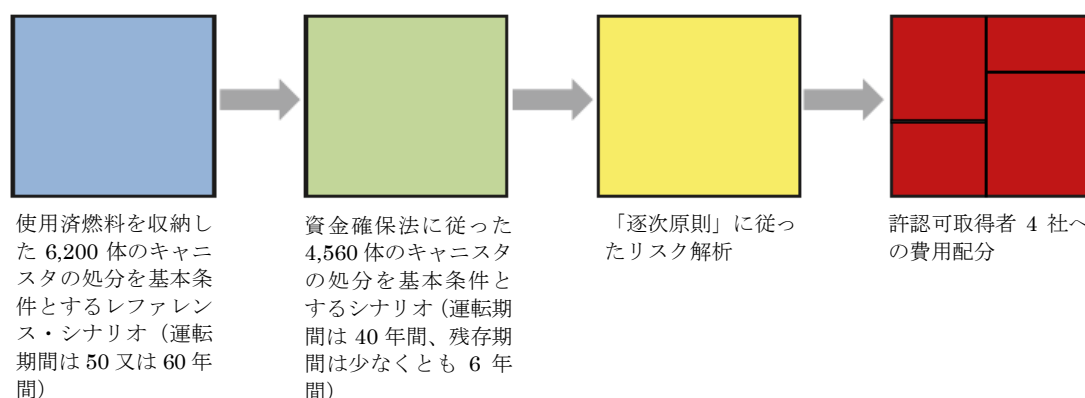 使用済燃料を収納し
た 6,200 体のキャニ
スタの処分を基本条
件とするレファレン
ス・シナリオ（運転
期間は 50 又は 60 年
間）
資金確保法に従った
4,560 体のキャニスタ
の処分を基本条件と
するシナリオ（運転期
間は 40 年間、残存期
間は少なくとも 6 年
間）
「逐次原則」に従っ
たリスク解析
許認可取得者 4 社へ
の費用配分